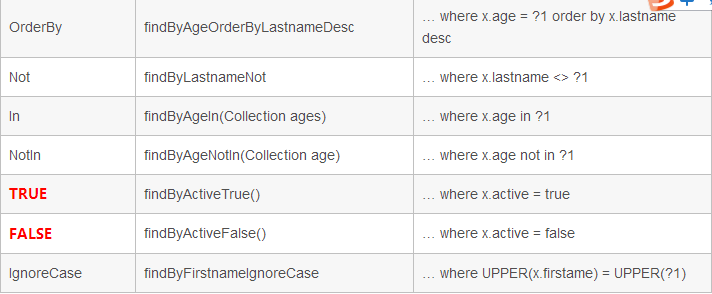 OrderBy findByAgeOrderByLastnameDesc … where x.age = ?1 order by x.lastname
desc
Not findByLastnameNot … where x.lastname <> ?1
In findByAgeIn(Collection ages) … where x.age in ?1
NotIn findByAgeNotIn(Collection age) … where x.age not in ?1
TRUE findByActiveTrue() … where x.active = true
FALSE findByActiveFalse() … where x.active = false
IgnoreCase findByFirstnameIgnoreCase … where UPPER(x.firstame) = UPPER(?1)